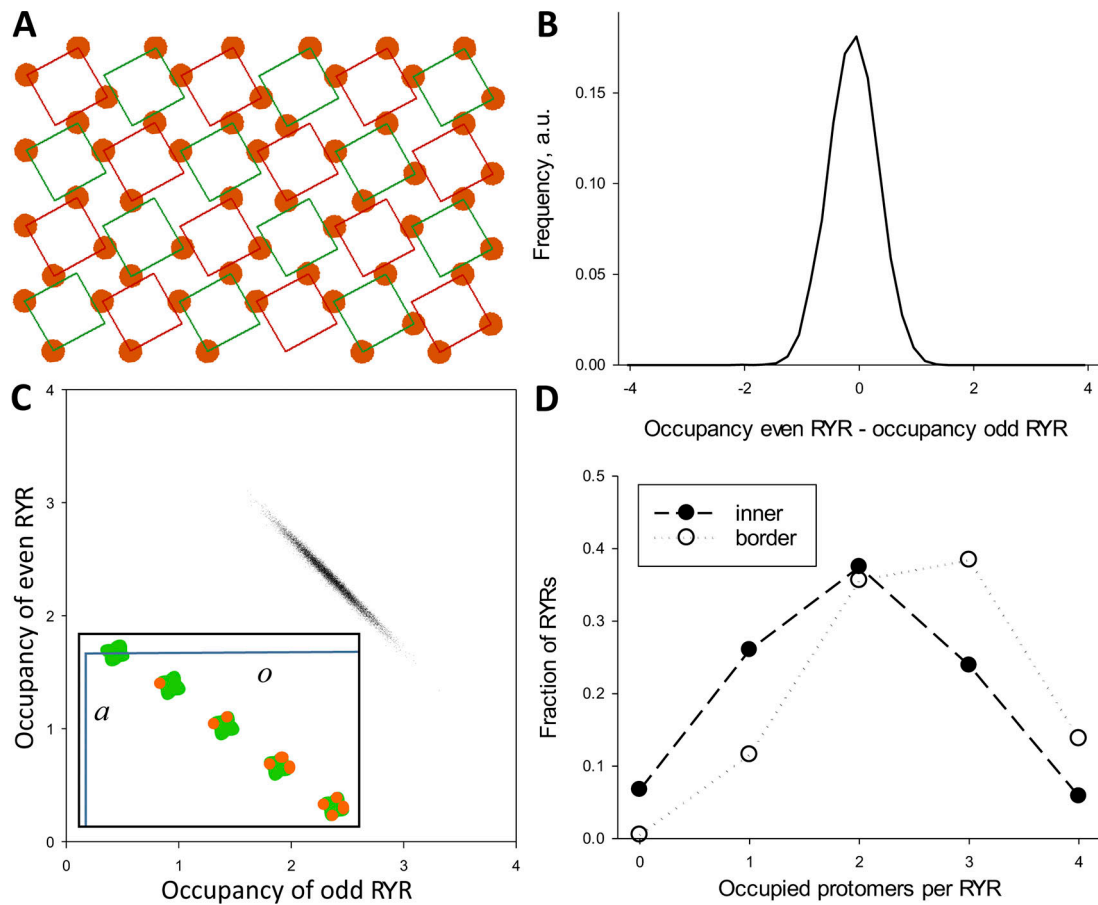 A
B
0.15
0.10
0.05
0.00
Frequency, a.u.
-4
-2
0
2
4
Occupancy even RYR - occupancy odd RYR
C
4
3
2
1
0
Occupancy of even RYR
a
o
0
1
2
3
4
Occupancy of odd RYR
D
0.5
0.4
0.3
0.2
0.1
0.0
Fraction of RYRs
inner
border
0
1
2
3
4
Occupied protomers per RYR